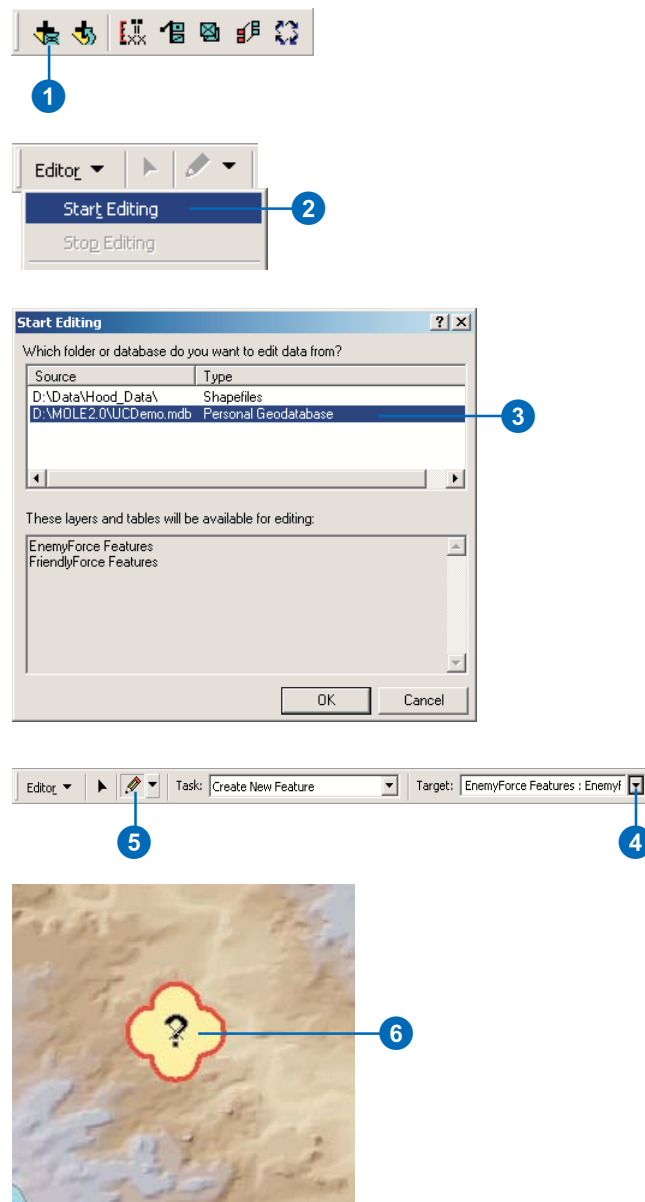 1
Editor
Start Editing
2
Stop Editing
Start Editing
Which folder or database do you want to edit data from?
Source Type
D:\Data\Hood_Data\ Shapefiles
D:\MOLE2.0\UCDemo.mdb Personal Geodatabase
3
These layers and tables will be available for editing:
EnemyForce Features
FriendlyForce Features
OK Cancel
Editor Task: Create New Feature Target: EnemyForce Features : Enemyf
5 4
?
6